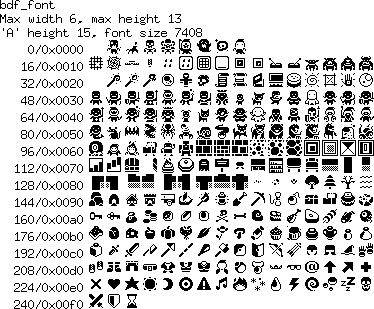 bdf_font
Max width 6, max height 13
'A' height 15, font size 7408
0/0x0000
16/0x0010
32/0x0020
48/0x0030
64/0x0040
80/0x0050
96/0x0060
112/0x0070
128/0x0080
144/0x0090
160/0x00a0
176/0x00b0
192/0x00c0
208/0x00d0
224/0x00e0
240/0x00f0